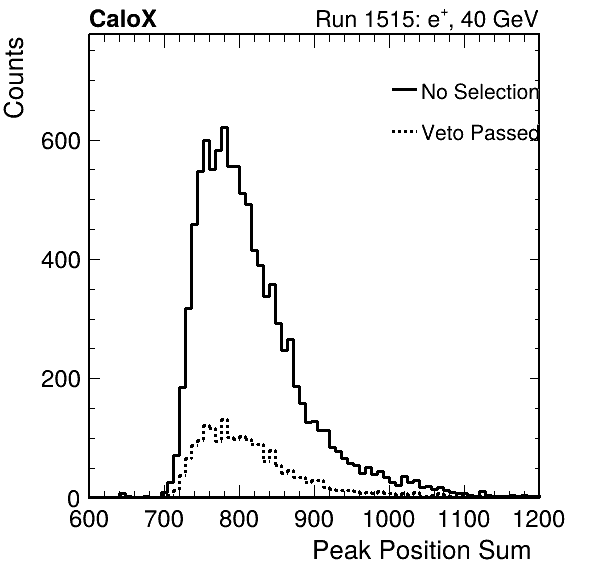 CaloX Run 1515: e⁺, 40 GeV
Counts
No Selection
Veto Passed
600
400
200
0
600 700 800 900 1000 1100 1200
Peak Position Sum